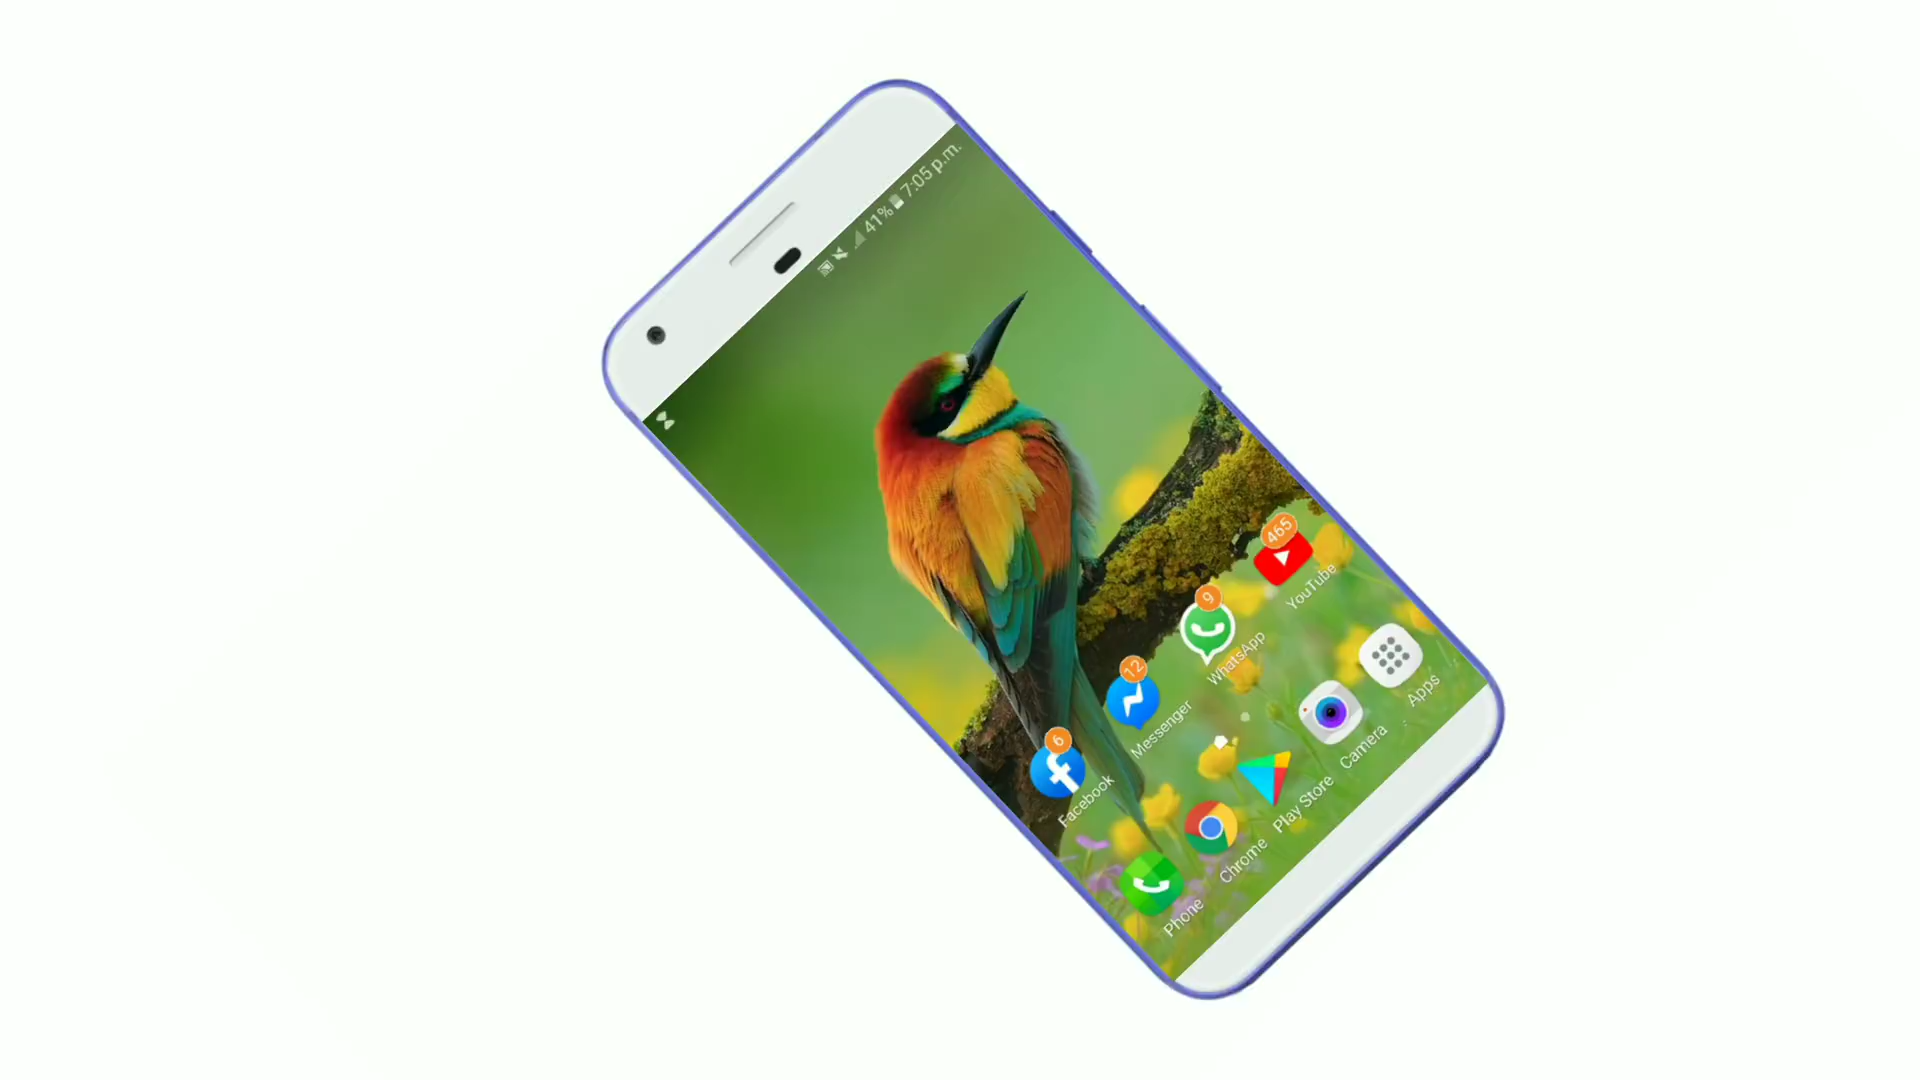 41% 7:05 p.m.
6 12 9 465
Facebook Messenger WhatsApp YouTube
Phone Chrome Play Store Camera Apps